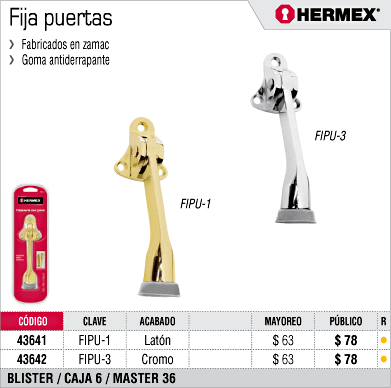 Fija puertas
HERMEX®
› Fabricados en zamac
› Goma antiderrapante
FIPU-3
FIPU-1
HERMEX
CÓDIGO CLAVE ACABADO MAYOREO PÚBLICO R
43641 FIPU-1 Latón $ 63 $ 78
43642 FIPU-3 Cromo $ 63 $ 78
BLISTER / CAJA 6 / MASTER 36